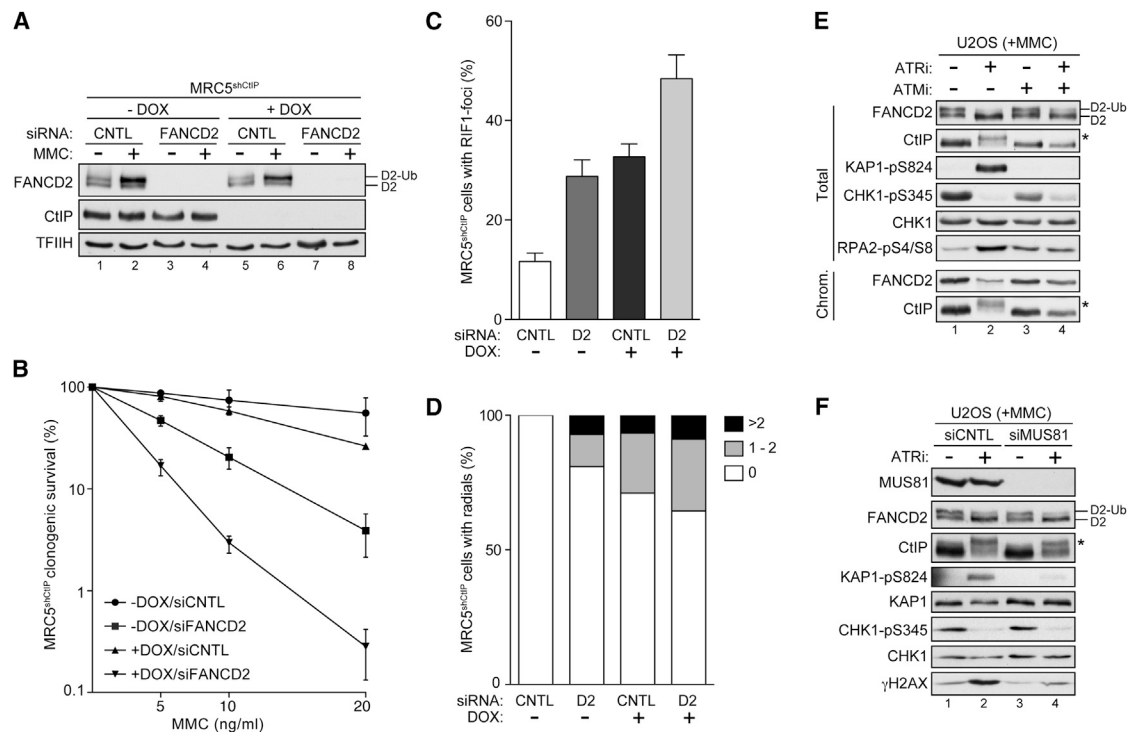 A
MRC5shCtIP
- DOX + DOX
siRNA: CNTL FANCD2 CNTL FANCD2
MMC: - + - + - + - +
FANCD2 D2-Ub
D2
CtIP
TFIIH
1 2 3 4 5 6 7 8
B
MRC5shCtIP clonogenic survival (%)
100
10
1
0.1
-DOX/siCNTL
-DOX/siFANCD2
+DOX/siCNTL
+DOX/siFANCD2
5 10 20
MMC (ng/ml)
C
MRC5shCtIP cells with RIF1-foci (%)
60
40
20
0
siRNA: CNTL D2 CNTL D2
DOX: - - + +
D
MRC5shCtIP cells with radials (%)
100
50
0
>2
1 - 2
0
siRNA: CNTL D2 CNTL D2
DOX: - - + +
E
U2OS (+MMC)
ATRi: - + - +
ATMi: - - + +
Total
FANCD2 D2-Ub
D2
CtIP *
KAP1-pS824
CHK1-pS345
CHK1
RPA2-pS4/S8
Chrom.
FANCD2
CtIP *
1 2 3 4
F
U2OS (+MMC)
siCNTL siMUS81
ATRi: - + - +
MUS81
FANCD2 D2-Ub
D2
CtIP *
KAP1-pS824
KAP1
CHK1-pS345
CHK1
γH2AX
1 2 3 4